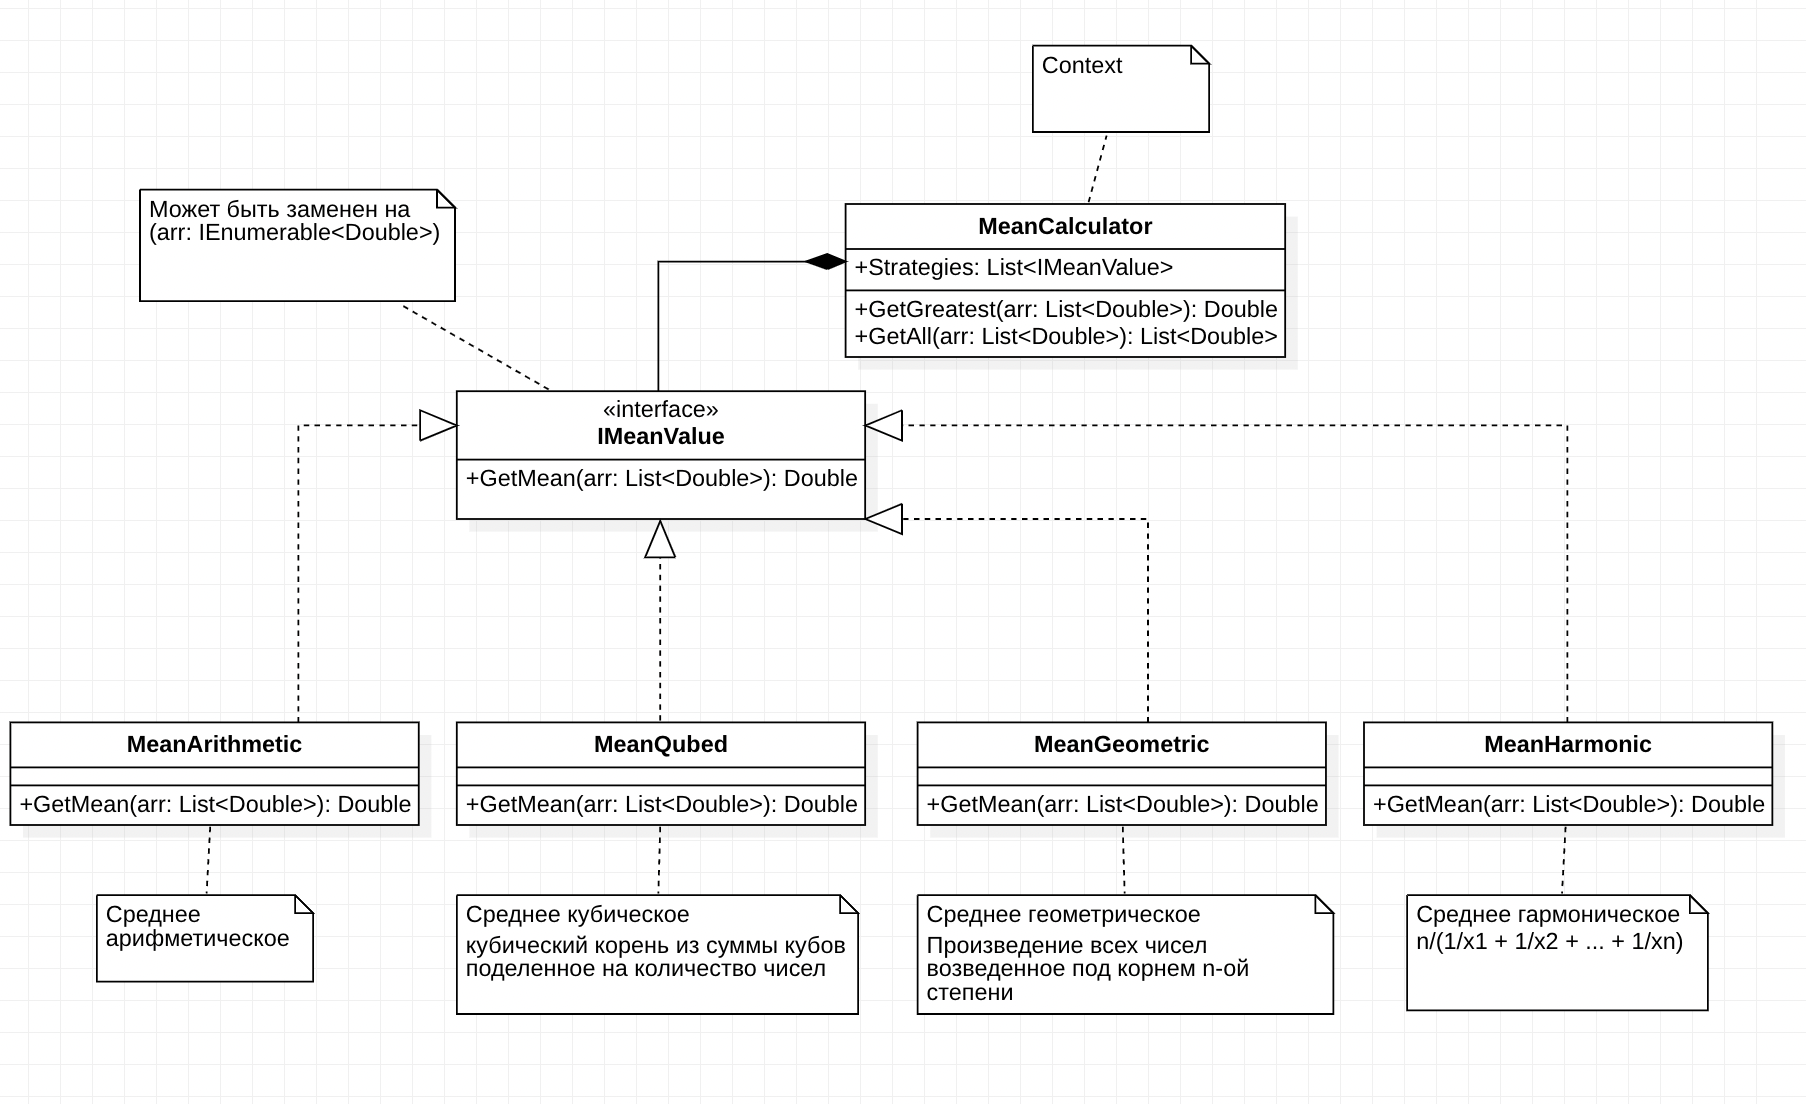 Context
Может быть заменен на
(arr: IEnumerable<Double>)
MeanCalculator
+Strategies: List<IMeanValue>
+GetGreatest(arr: List<Double>): Double
+GetAll(arr: List<Double>): List<Double>
«interface»
IMeanValue
+GetMean(arr: List<Double>): Double
MeanArithmetic
+GetMean(arr: List<Double>): Double
MeanQubed
+GetMean(arr: List<Double>): Double
MeanGeometric
+GetMean(arr: List<Double>): Double
MeanHarmonic
+GetMean(arr: List<Double>): Double
Среднее
арифметическое
Среднее кубическое
кубический корень из суммы кубов
поделенное на количество чисел
Среднее геометрическое
Произведение всех чисел
возведенное под корнем n-ой
степени
Среднее гармоническое
n/(1/x1 + 1/x2 + ... + 1/xn)